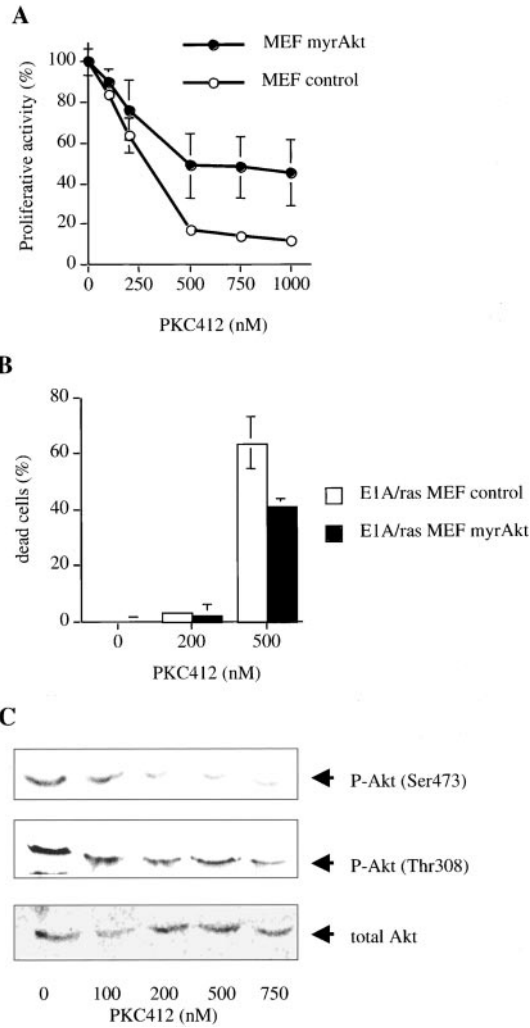 A
MEF myrAkt
MEF control
Proliferative activity (%)
100
80
60
40
20
0
0 250 500 750 1000
PKC412 (nM)
B
dead cells (%)
80
60
40
20
0
E1A/ras MEF control
E1A/ras MEF myrAkt
0 200 500
PKC412 (nM)
C
P-Akt (Ser473)
P-Akt (Thr308)
total Akt
0 100 200 500 750
PKC412 (nM)